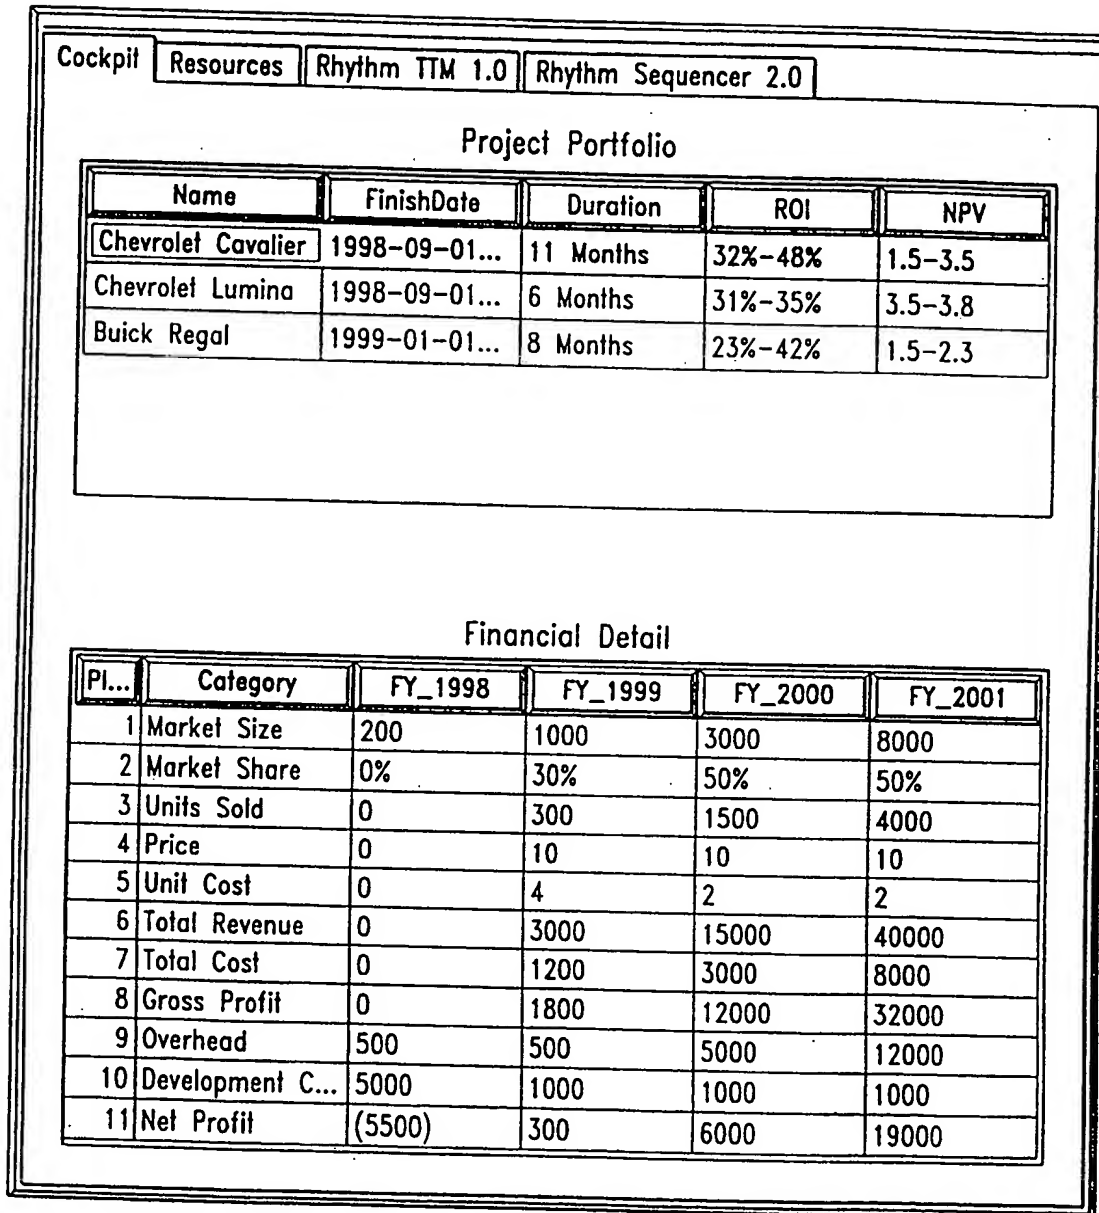 Cockpit Resources Rhythm TTM 1.0 Rhythm Sequencer 2.0
Project Portfolio
Name FinishDate Duration ROI NPV
Chevrolet Cavalier 1998-09-01... 11 Months 32%-48% 1.5-3.5
Chevrolet Lumina 1998-09-01... 6 Months 31%-35% 3.5-3.8
Buick Regal 1999-01-01... 8 Months 23%-42% 1.5-2.3
Financial Detail
Pl... Category FY_1998 FY_1999 FY_2000 FY_2001
1 Market Size 200 1000 3000 8000
2 Market Share 0% 30% 50% 50%
3 Units Sold 0 300 1500 4000
4 Price 0 10 10 10
5 Unit Cost 0 4 2 2
6 Total Revenue 0 3000 15000 40000
7 Total Cost 0 1200 3000 8000
8 Gross Profit 0 1800 12000 32000
9 Overhead 500 500 5000 12000
10 Development C... 5000 1000 1000 1000
11 Net Profit (5500) 300 6000 19000